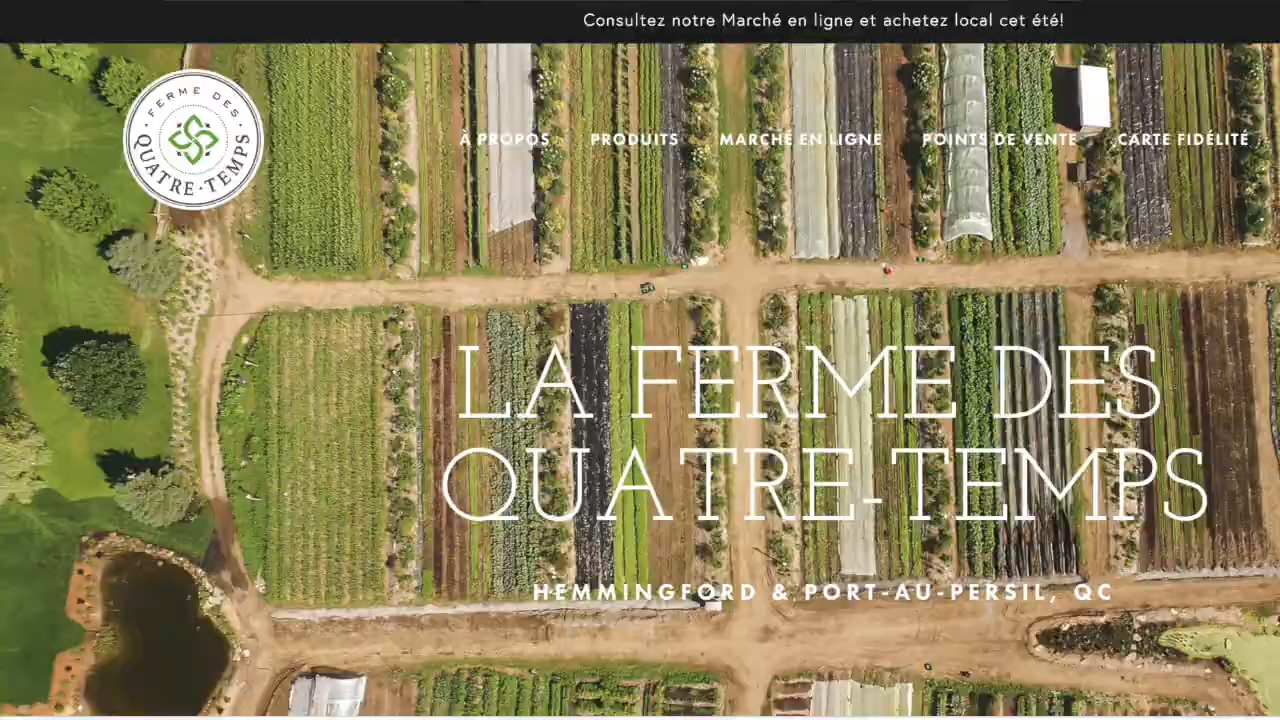 Consultez notre Marché en ligne et achetez local cet été!
· FERME DES ·
QUATRE · TEMPS
À PROPOS PRODUITS MARCHÉ EN LIGNE POINTS DE VENTE CARTE FIDÉLITÉ
LA FERME DES
QUATRE-TEMPS
HEMMINGFORD & PORT-AU-PERSIL, QC